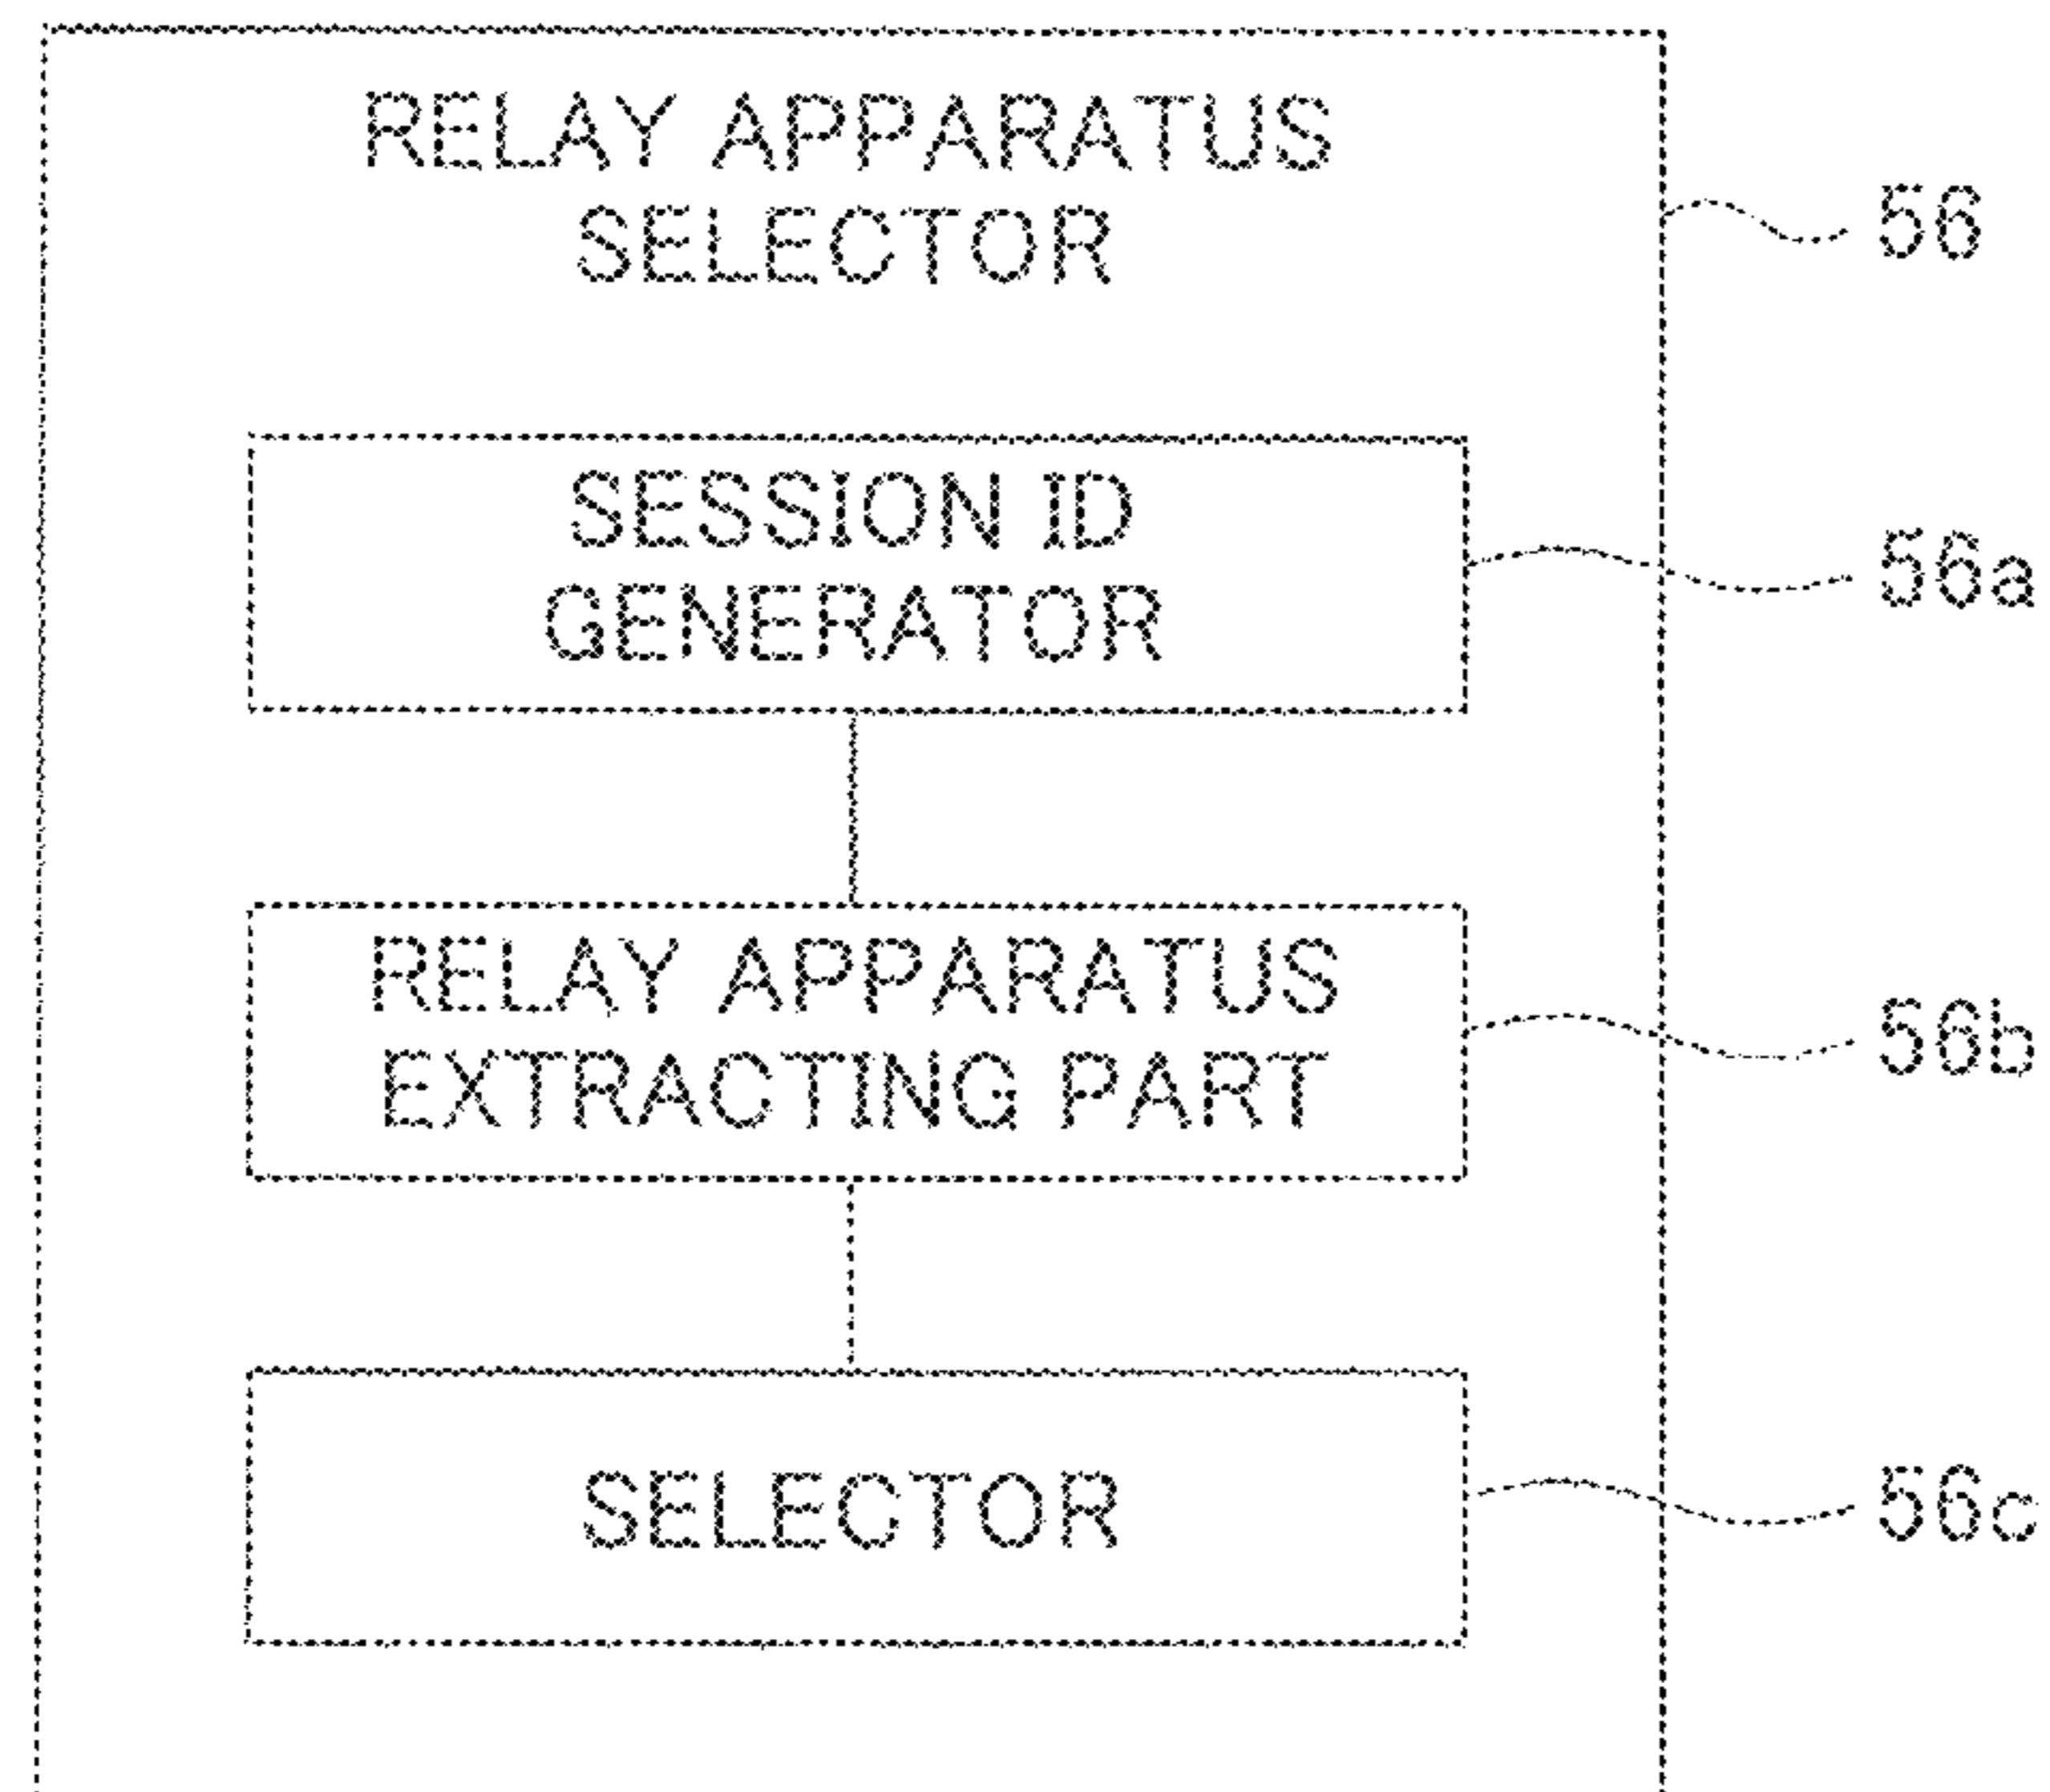 RELAY APPARATUS
SELECTOR
56
SESSION ID
GENERATOR
56a
RELAY APPARATUS
EXTRACTING PART
56b
SELECTOR
56c